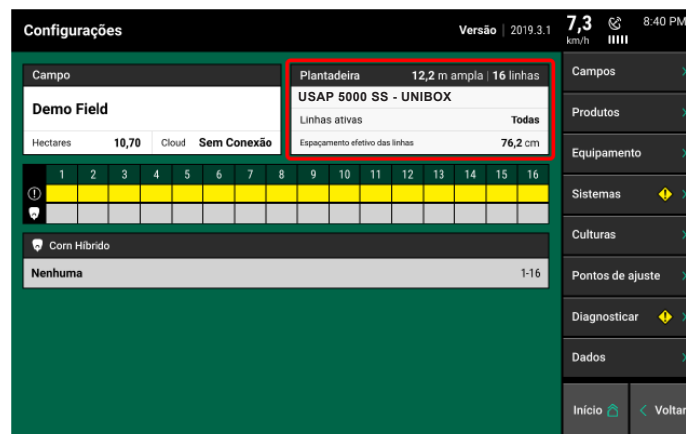 Configurações
Versão | 2019.3.1
7,3
km/h
8:40 PM
Campo
Demo Field
Hectares 10,70 Cloud Sem Conexão
Plantadeira 12,2 m ampla | 16 linhas
USAP 5000 SS - UNIBOX
Linhas ativas Todas
Espaçamento efetivo das linhas 76,2 cm
1 2 3 4 5 6 7 8 9 10 11 12 13 14 15 16
Corn Híbrido
Nenhuma 1-16
Campos
Produtos
Equipamento
Sistemas
Culturas
Pontos de ajuste
Diagnosticar
Dados
Início
Voltar